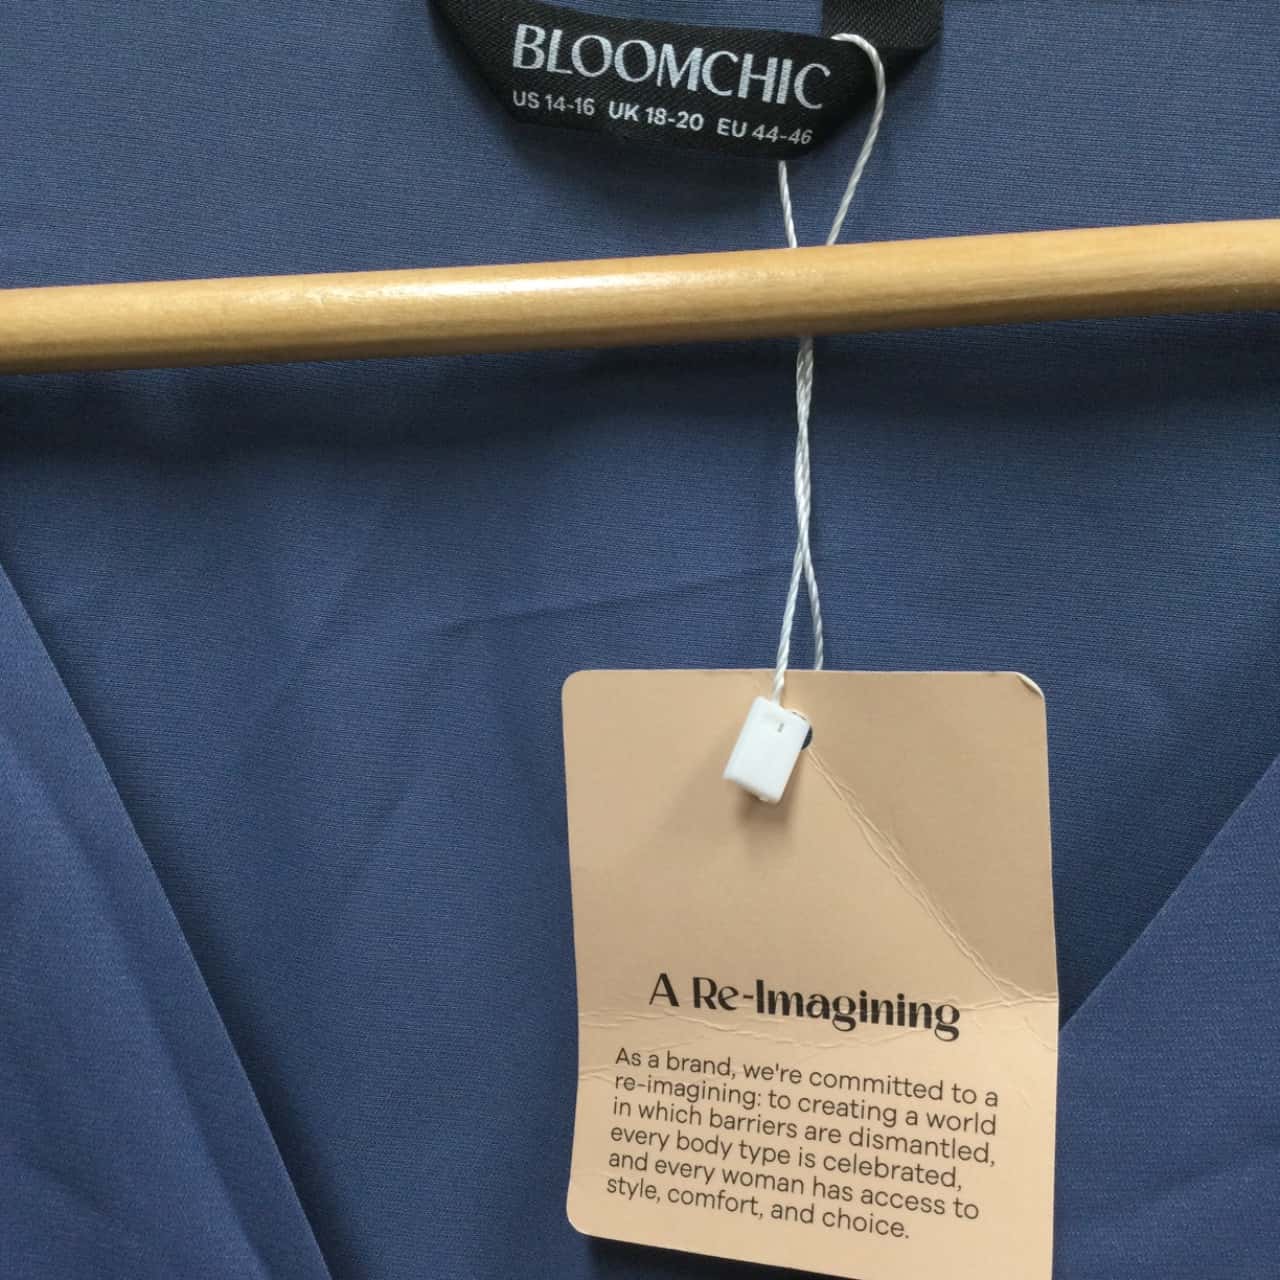 BLOOMCHIC
US 14-16 UK 18-20 EU 44-46
A Re-Imagining
As a brand, we're committed to a
re-imagining: to creating a world
in which barriers are dismantled,
every body type is celebrated,
and every woman has access to
style, comfort, and choice.